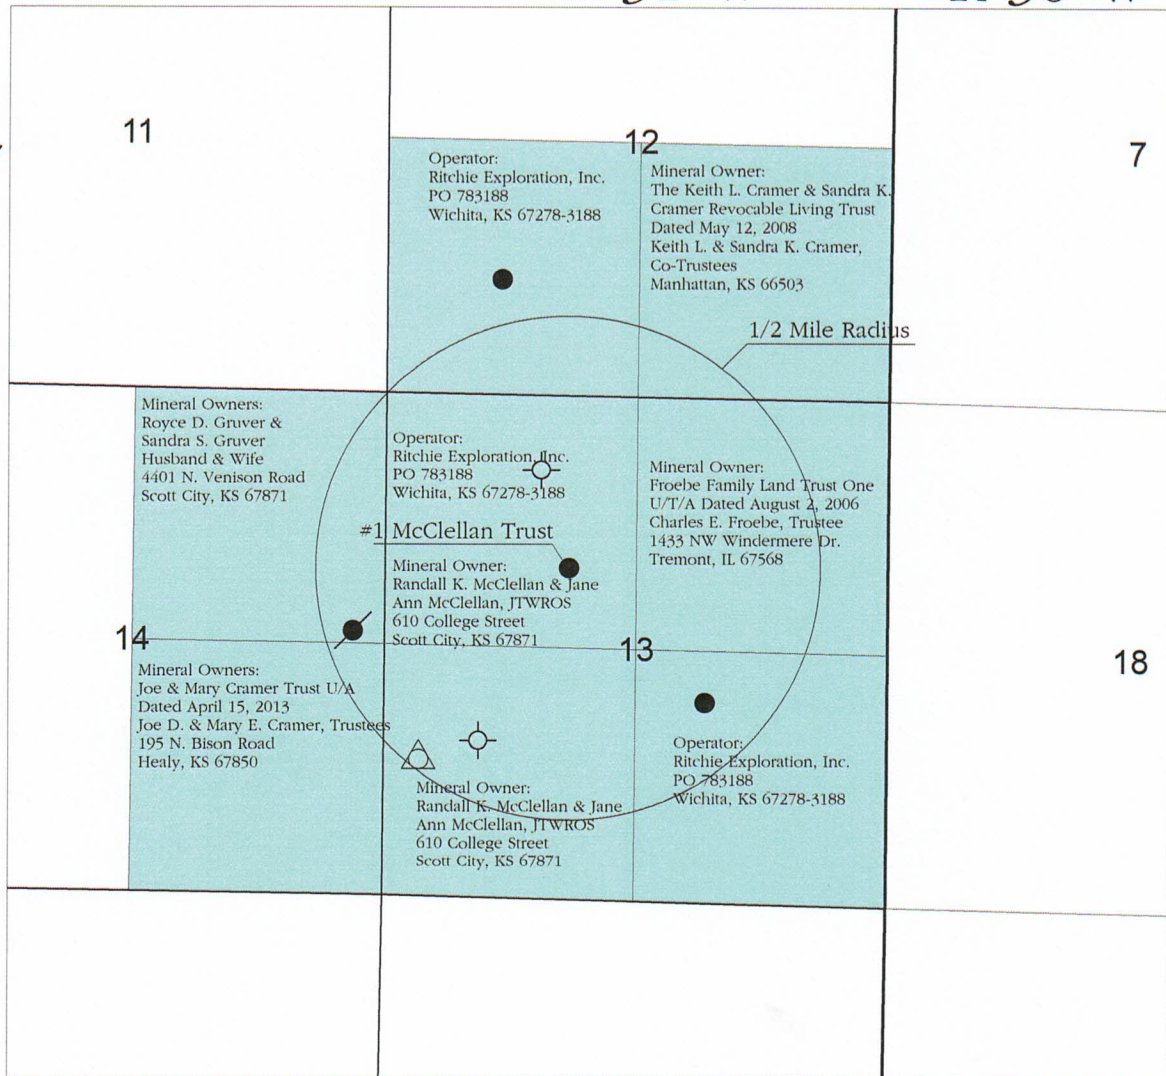 11
12
7
Operator:
Ritchie Exploration, Inc.
PO 783188
Wichita, KS 67278-3188
Mineral Owner:
The Keith L. Cramer & Sandra K.
Cramer Revocable Living Trust
Dated May 12, 2008
Keith L. & Sandra K. Cramer,
Co-Trustees
Manhattan, KS 66503
1/2 Mile Radius
Mineral Owners:
Royce D. Gruver &
Sandra S. Gruver
Husband & Wife
4401 N. Venison Road
Scott City, KS 67871
Operator:
Ritchie Exploration, Inc.
PO 783188
Wichita, KS 67278-3188
#1 McClellan Trust
Mineral Owner:
Randall K. McClellan & Jane
Ann McClellan, JTWROS
610 College Street
Scott City, KS 67871
Mineral Owner:
Froebe Family Land Trust One
U/T/A Dated August 2, 2006
Charles E. Froebe, Trustee
1433 NW Windermere Dr.
Tremont, IL 67568
14
13
18
Mineral Owners:
Joe & Mary Cramer Trust U/A
Dated April 15, 2013
Joe D. & Mary E. Cramer, Trustees
195 N. Bison Road
Healy, KS 67850
Mineral Owner:
Randall K. McClellan & Jane
Ann McClellan, JTWROS
610 College Street
Scott City, KS 67871
Operator:
Ritchie Exploration, Inc.
PO 783188
Wichita, KS 67278-3188